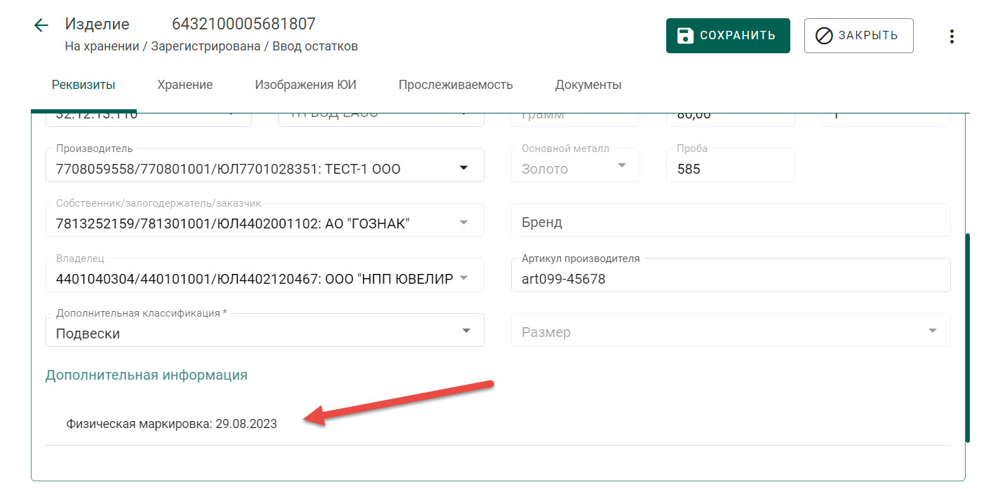 Изделие 6432100005681807
На хранении / Зарегистрирована / Ввод остатков
СОХРАНИТЬ
ЗАКРЫТЬ
Реквизиты Хранение Изображения ЮИ Прослеживаемость Документы
32.12.13.110 Грамм 80,00 1
Производитель Основной металл Проба
7708059558/770801001/ЮЛ7701028351: ТЕСТ-1 ООО Золото 585
Собственник/залогодержатель/заказчик
7813252159/781301001/ЮЛ4402001102: АО "ГОЗНАК" Бренд
Владелец Артикул производителя
4401040304/440101001/ЮЛ4402120467: ООО "НПП ЮВЕЛИР art099-45678
Дополнительная классификация *
Подвески Размер
Дополнительная информация
Физическая маркировка: 29.08.2023